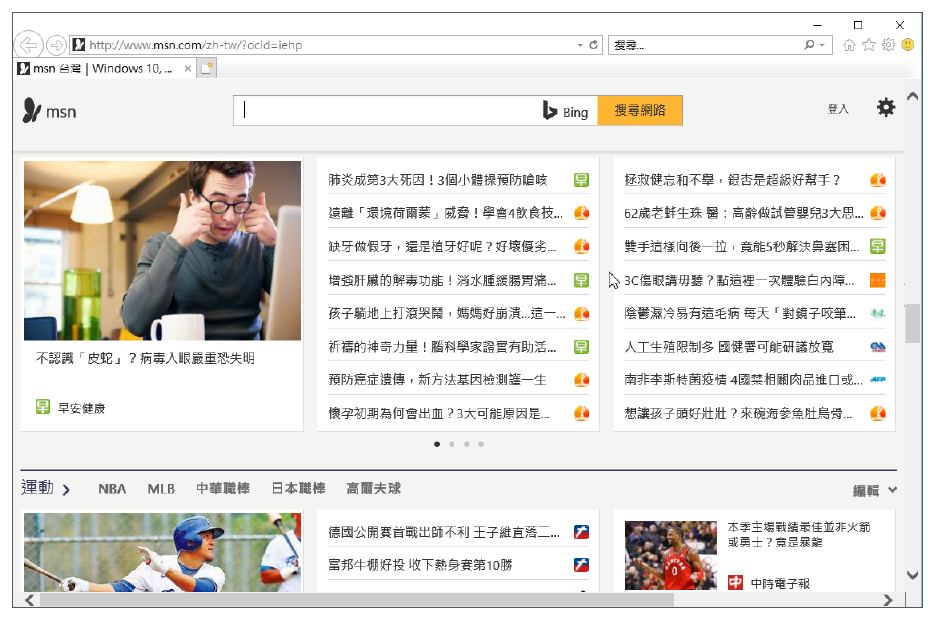 http://www.msn.com/zh-tw/?ocid=iehp
搜尋...
msn 台灣 | Windows 10, ...
msn
Bing
搜尋網路
登入
不認識「皮蛇」？病毒入眼嚴重恐失明
早 早安健康
肺炎成第3大死因！3個小體操預防嗆咳
遠離「環境荷爾蒙」威脅！學會4飲食技...
缺牙做假牙，還是植牙好呢？好壞優劣...
增強肝臟的解毒功能！消水腫緩腸胃痛...
孩子躺地上打滾哭鬧，媽媽好崩潰...這一...
祈禱的神奇力量！腦科學家證實有助活...
預防癌症遺傳，新方法基因檢測護一生
懷孕初期為何會出血？3大可能原因是...
拯救健忘和不舉，銀杏是超級好幫手？
62歲老蚌生珠 醫：高齡做試管嬰兒3大思...
雙手這樣向後一拉，竟能5秒解決鼻塞困...
3C傷眼講毋聽？點這裡一次體驗白內障...
陰鬱濕冷易有這毛病 每天「對鏡子咬筆...
人工生殖限制多 國健署可能研議放寬
南非李斯特菌疫情 4國禁相關肉品進口或...
想讓孩子頭好壯壯？來碗海參魚肚烏骨...
運動
NBA
MLB
中華職棒
日本職棒
高爾夫球
編輯
德國公開賽首戰出師不利 王子維直落二...
富邦牛棚好投 收下熱身賽第10勝
本季主場戰績最佳並非火箭
或勇士？竟是暴龍
中 中時電子報